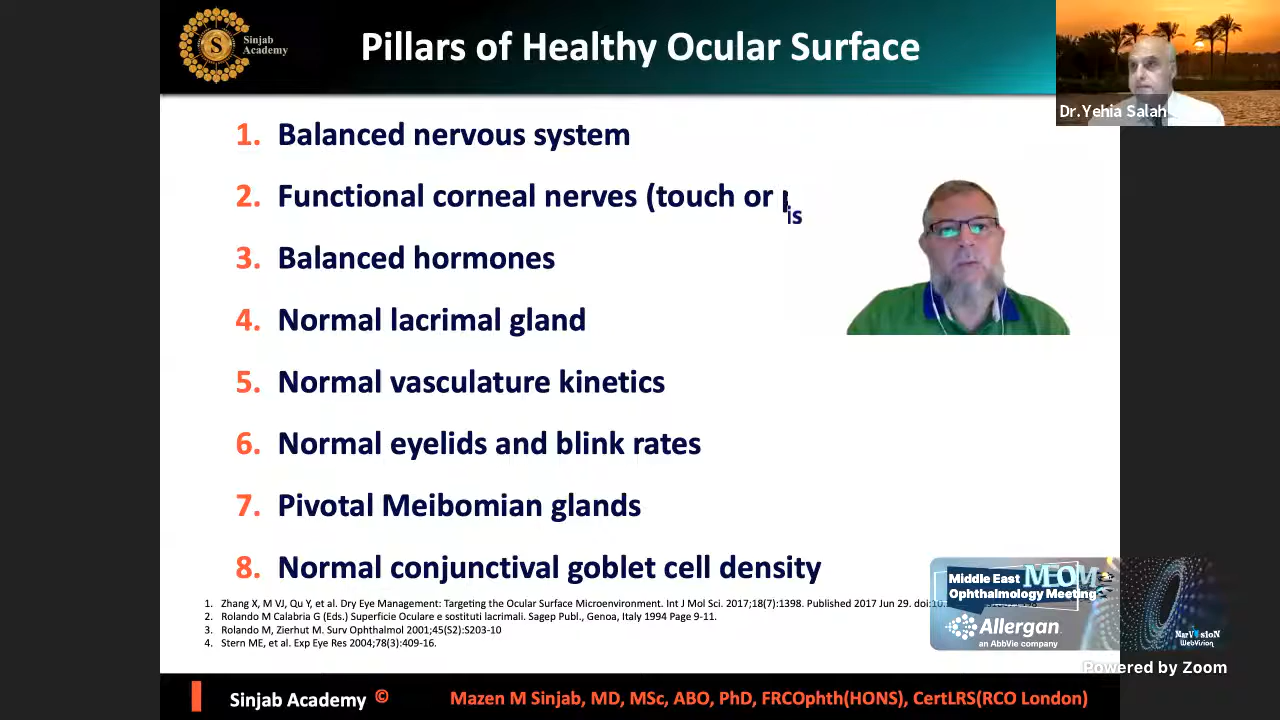 Sinjab
Academy
S
Pillars of Healthy Ocular Surface
Dr.Yehia Salah
1. Balanced nervous system
2. Functional corneal nerves (touch or
is
3. Balanced hormones
4. Normal lacrimal gland
5. Normal vasculature kinetics
6. Normal eyelids and blink rates
7. Pivotal Meibomian glands
8. Normal conjunctival goblet cell density
1. Zhang X, M VJ, Qu Y, et al. Dry Eye Management: Targeting the Ocular Surface Microenvironment. Int J Mol Sci. 2017;18(7):1398. Published 2017 Jun 29.
2. Rolando M Calabria G (Eds.) Superficie Oculare e sostituti lacrimali. Sagep Publ., Genoa, Italy 1994 Page 9-11.
3. Rolando M, Zierhut M. Surv Ophthalmol 2001;45(S2):S203-10
4. Stern ME, et al. Exp Eye Res 2004;78(3):409-16.
Middle East MEOM
Ophthalmology Meeting
Allergan
an AbbVie company
NarVision
WebVision
Powered by Zoom
Sinjab Academy ©
Mazen M Sinjab, MD, MSc, ABO, PhD, FRCOphth(HONS), CertLRS(RCO London)